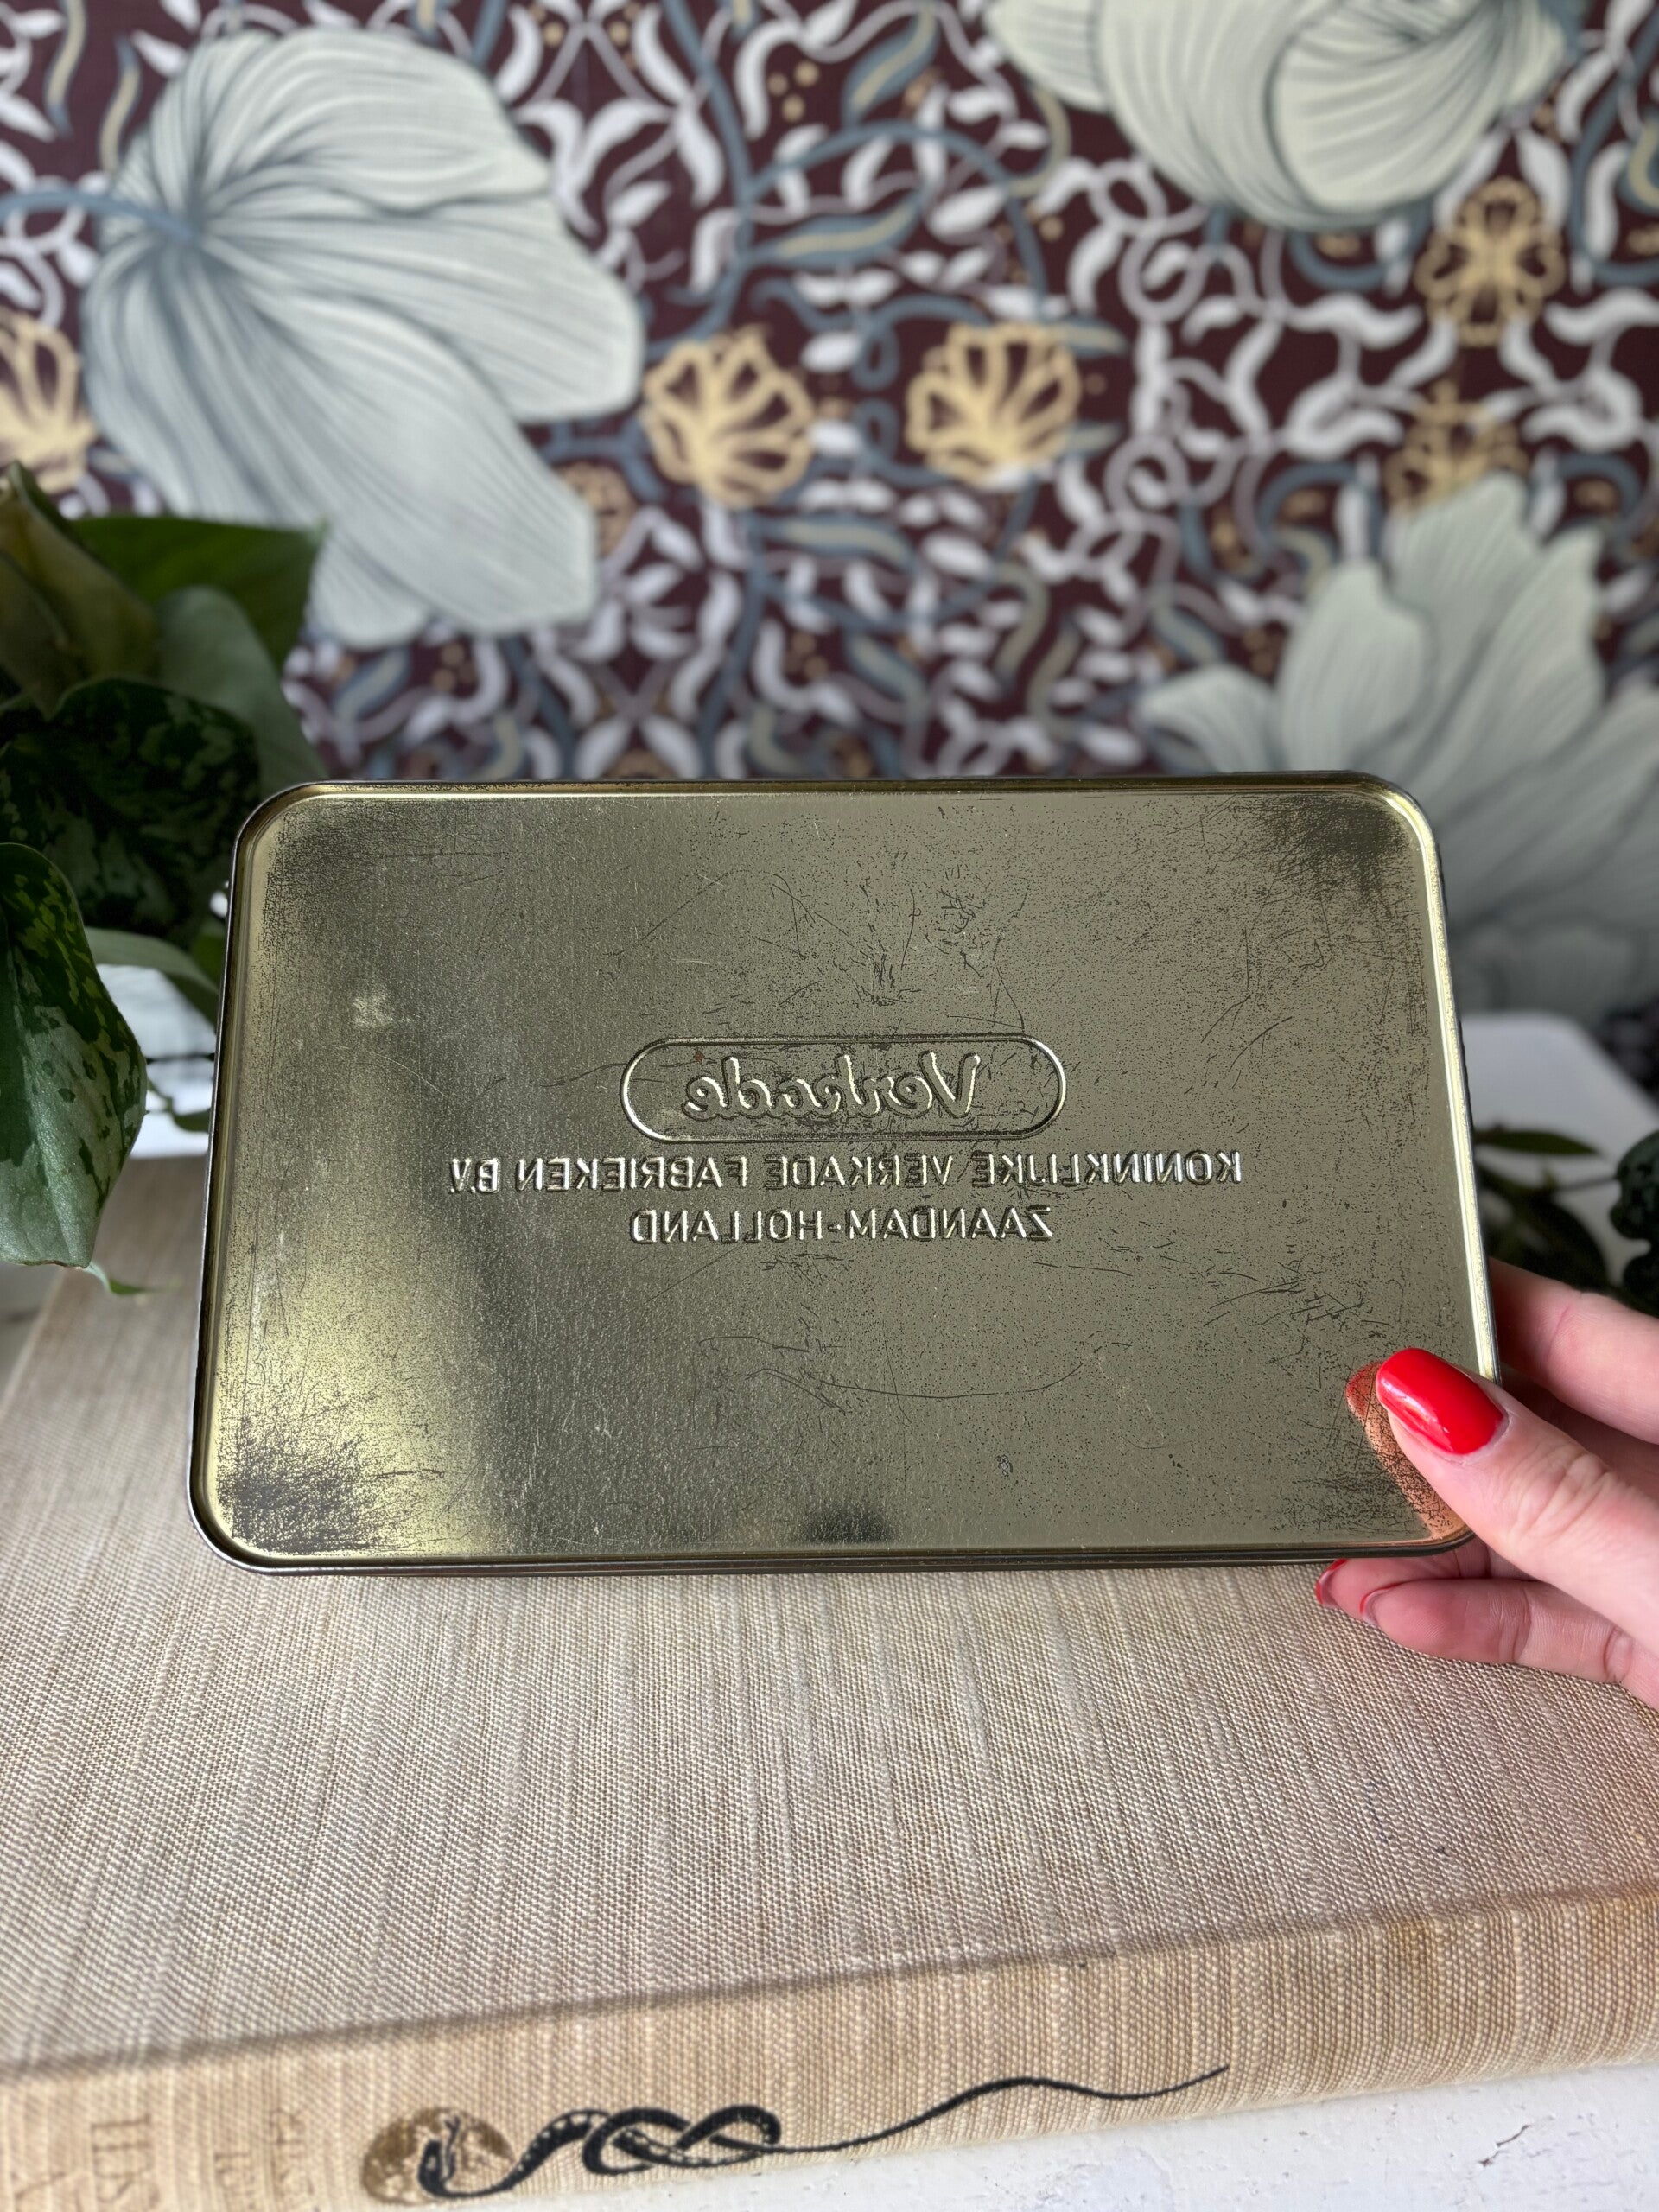 Verkade
KONINKLIJKE VERKADE FABRIEKEN B.V.
ZAANDAM-HOLLAND